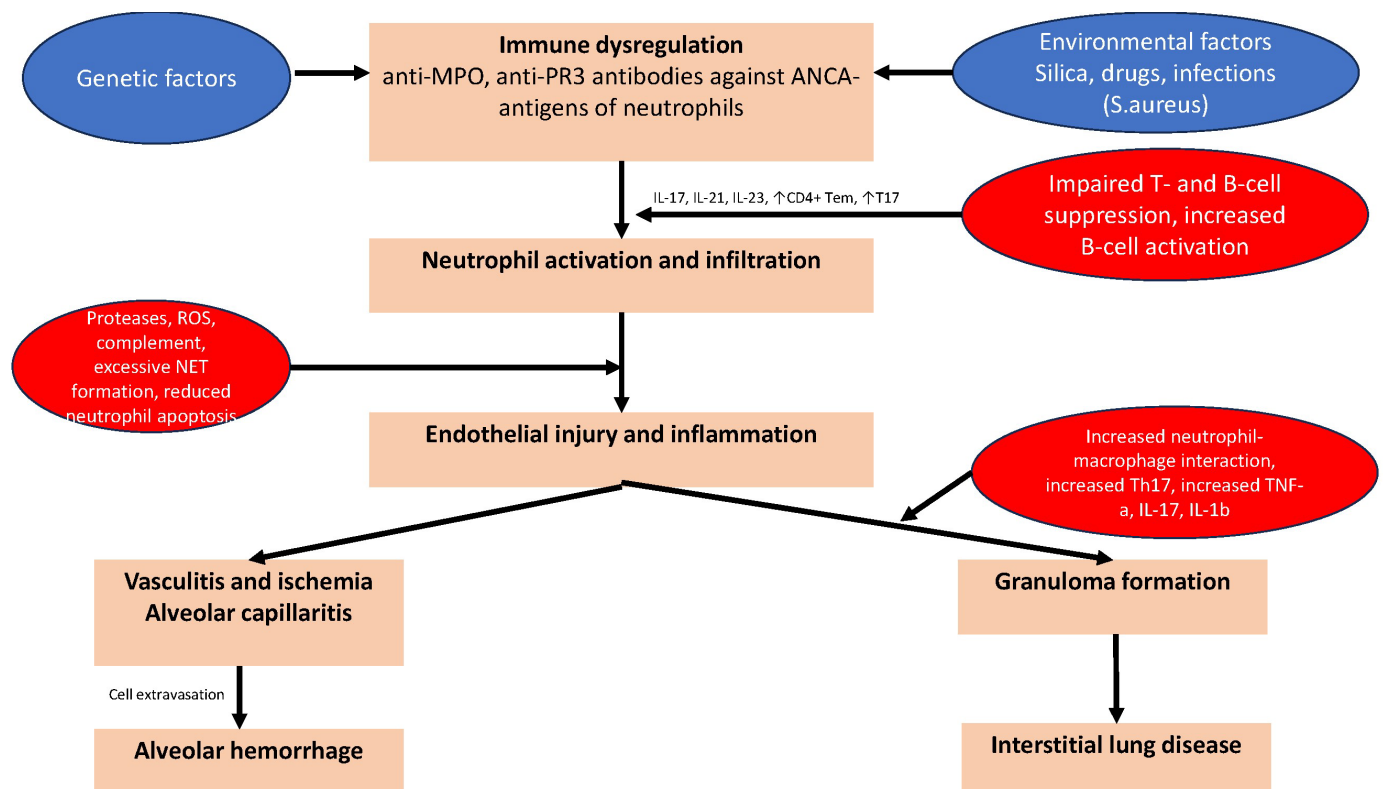 Genetic factors
Immune dysregulation
anti-MPO, anti-PR3 antibodies against ANCA-
antigens of neutrophils
Environmental factors
Silica, drugs, infections
(S.aureus)
IL-17, IL-21, IL-23, ↑CD4+ Tem, ↑T17
Impaired T- and B-cell
suppression, increased
B-cell activation
Neutrophil activation and infiltration
Proteases, ROS,
complement,
excessive NET
formation, reduced
neutrophil apoptosis
Endothelial injury and inflammation
Increased neutrophil-
macrophage interaction,
increased Th17, increased TNF-
a, IL-17, IL-1b
Vasculitis and ischemia
Alveolar capillaritis
Granuloma formation
Cell extravasation
Alveolar hemorrhage
Interstitial lung disease